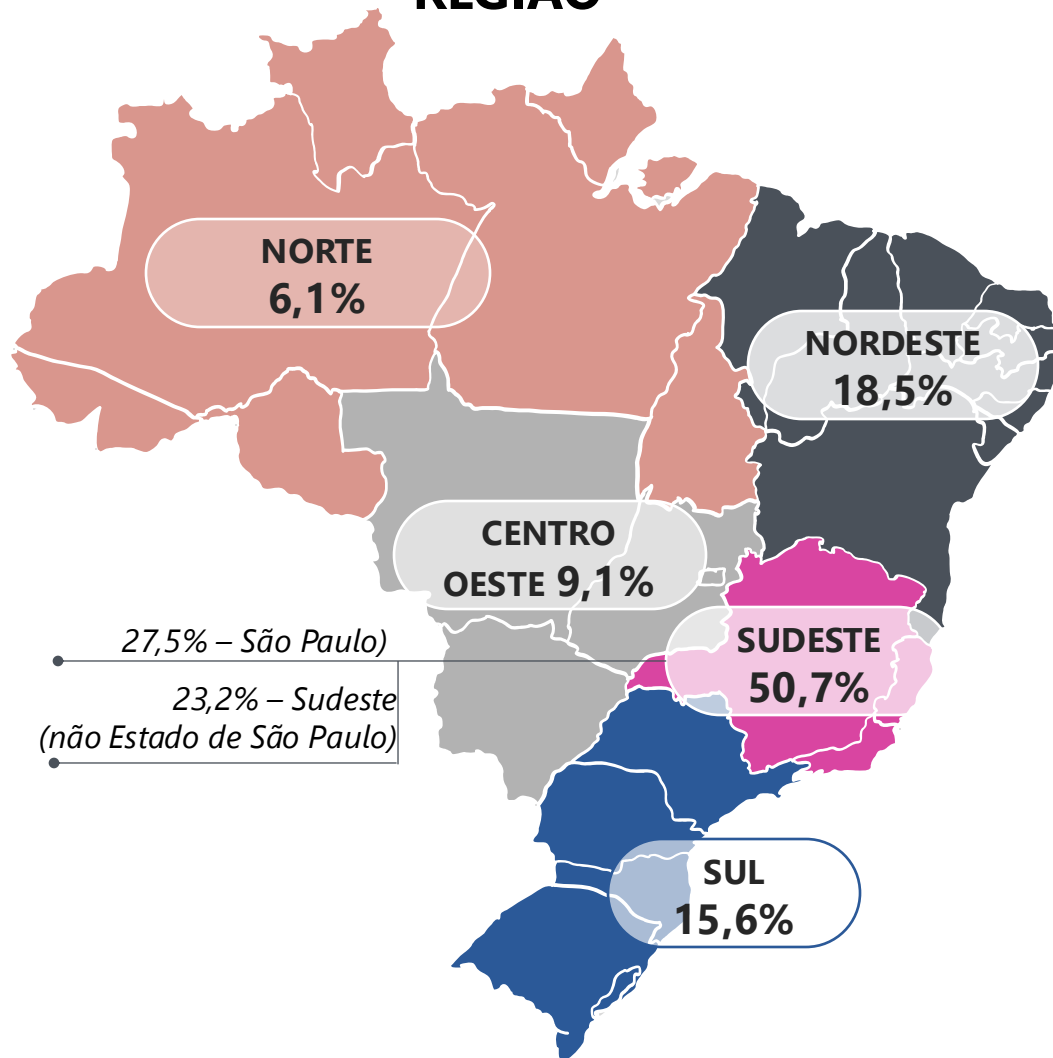 REGIÃO
NORTE
6,1%
NORDESTE
18,5%
CENTRO
OESTE 9,1%
27,5% – São Paulo)
SUDESTE
50,7%
23,2% – Sudeste
(não Estado de São Paulo)
SUL
15,6%